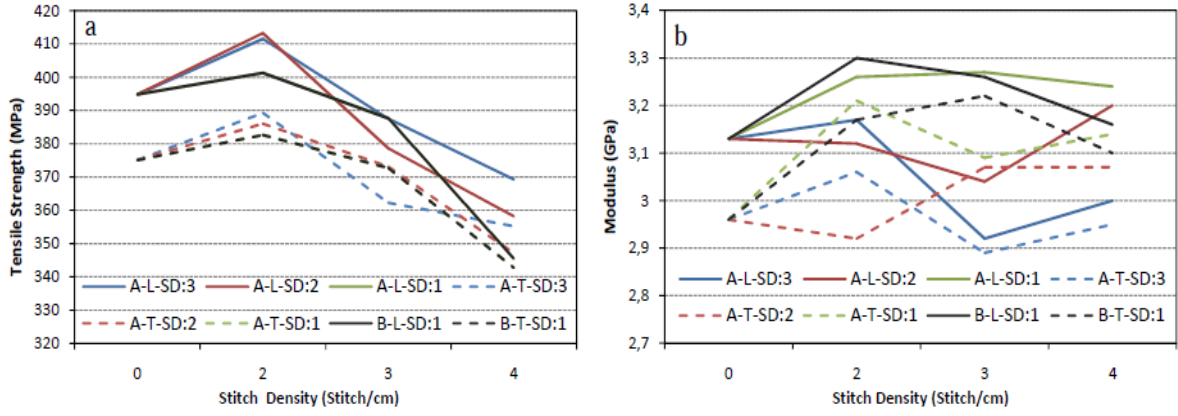 a
Tensile Strength (MPa)
420
410
400
390
380
370
360
350
340
330
320
A-L-SD:3 A-L-SD:2 A-L-SD:1 A-T-SD:3
A-T-SD:2 A-T-SD:1 B-L-SD:1 B-T-SD:1
0 2 3 4
Stitch Density (Stitch/cm)
b
Modulus (GPa)
3,4
3,3
3,2
3,1
3
2,9
2,8
2,7
A-L-SD:3 A-L-SD:2 A-L-SD:1 A-T-SD:3
A-T-SD:2 A-T-SD:1 B-L-SD:1 B-T-SD:1
0 2 3 4
Stitch Density (Stitch/cm)